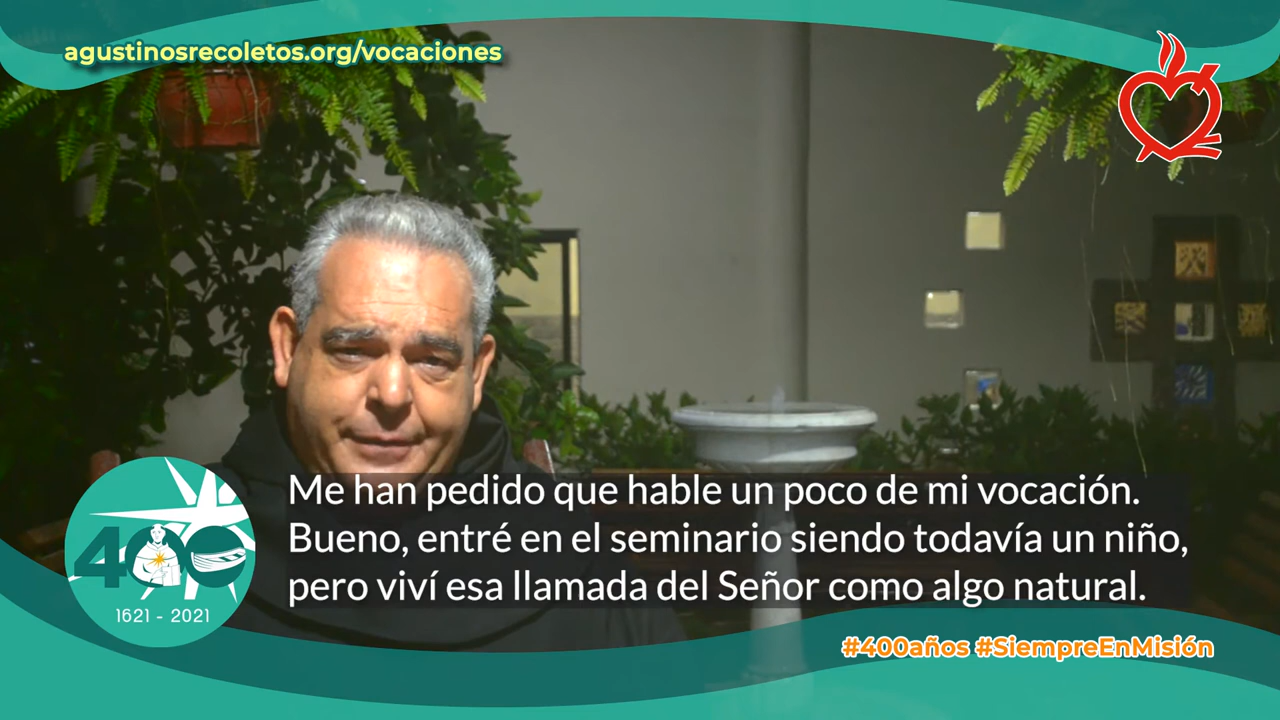 agustinosrecoletos.org/vocaciones
Me han pedido que hable un poco de mi vocación.
Bueno, entré en el seminario siendo todavía un niño,
pero viví esa llamada del Señor como algo natural.
400
1621 - 2021
#400años #SiempreEnMisión